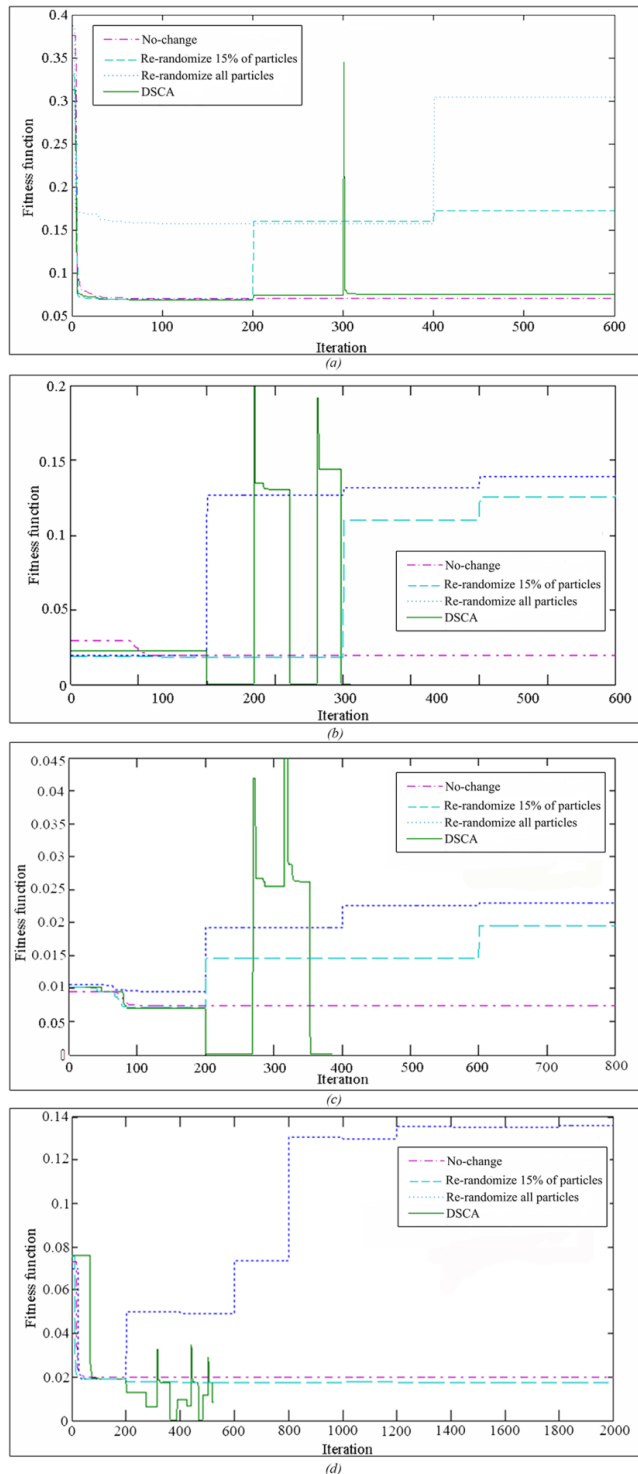 0.4
0.35
0.30
0.25
0.2
0.15
0.1
0.05
Fitness function
No-change
Re-randomize 15% of particles
Re-randomize all particles
DSCA
0 100 200 300 400 500 600
Iteration
(a)
0.2
0.15
0.1
0.05
0
Fitness function
No-change
Re-randomize 15% of particles
Re-randomize all particles
DSCA
0 100 200 300 400 500 600
Iteration
(b)
0.045
0.04
0.035
0.03
0.025
0.02
0.015
0.01
0.05
0
Fitness function
No-change
Re-randomize 15% of particles
Re-randomize all particles
DSCA
0 100 200 300 400 500 600 700 800
Iteration
(c)
0.14
0.12
0.1
0.08
0.06
0.04
0.02
0
Fitness function
No-change
Re-randomize 15% of particles
Re-randomize all particles
DSCA
0 200 400 600 800 1000 1200 1400 1600 1800 2000
Iteration
(d)